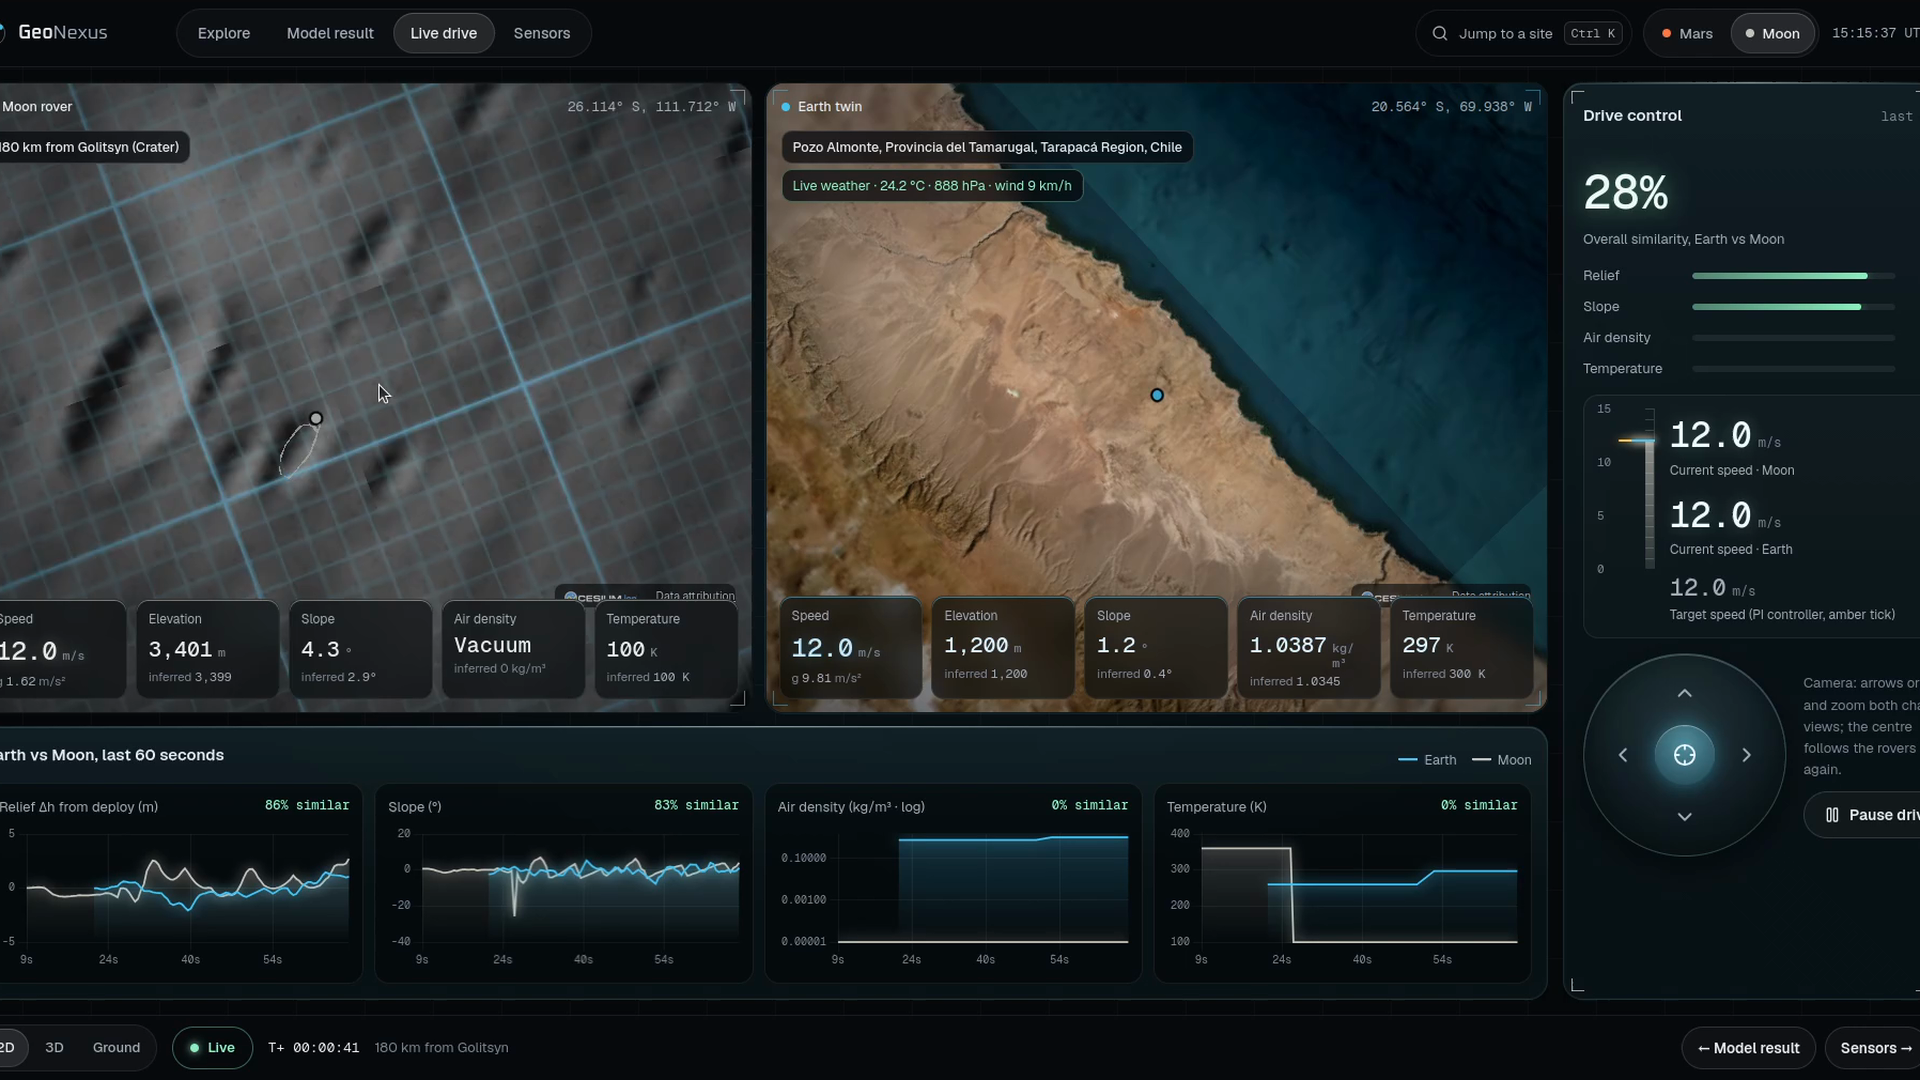 GeoNexus
Explore
Model result
Live drive
Sensors
Jump to a site
Ctrl K
Mars
Moon
15:15:37
Moon rover
26.114° S, 111.712° W
180 km from Golitsyn (Crater)
Data attribution
Speed
12.0 m/s
g 1.62 m/s²
Elevation
3,401 m
inferred 3,399
Slope
4.3 °
inferred 2.9°
Air density
Vacuum
inferred 0 kg/m³
Temperature
100 K
inferred 100 K
Earth twin
20.564° S, 69.938° W
Pozo Almonte, Provincia del Tamarugal, Tarapacá Region, Chile
Live weather · 24.2 °C · 888 hPa · wind 9 km/h
Data attribution
Speed
12.0 m/s
g 9.81 m/s²
Elevation
1,200 m
inferred 1,200
Slope
1.2 °
inferred 0.4°
Air density
1.0387 kg/
m³
inferred 1.0345
Temperature
297 K
inferred 300 K
Drive control
last
28%
Overall similarity, Earth vs Moon
Relief
Slope
Air density
Temperature
15
10
5
0
12.0 m/s
Current speed · Moon
12.0 m/s
Current speed · Earth
12.0 m/s
Target speed (PI controller, amber tick)
Camera: arrows or
and zoom both
views; the centre
follows the rovers
again.
Pause
Earth vs Moon, last 60 seconds
Earth
Moon
Relief Δh from deploy (m)
86% similar
5
0
-5
9s 24s 40s 54s
Slope (°)
83% similar
20
0
-20
-40
9s 24s 40s 54s
Air density (kg/m³ · log)
0% similar
0.10000
0.00100
0.00001
9s 24s 40s 54s
Temperature (K)
0% similar
400
300
200
100
9s 24s 40s 54s
2D
3D
Ground
Live
T+ 00:00:41
180 km from Golitsyn
← Model result
Sensors →